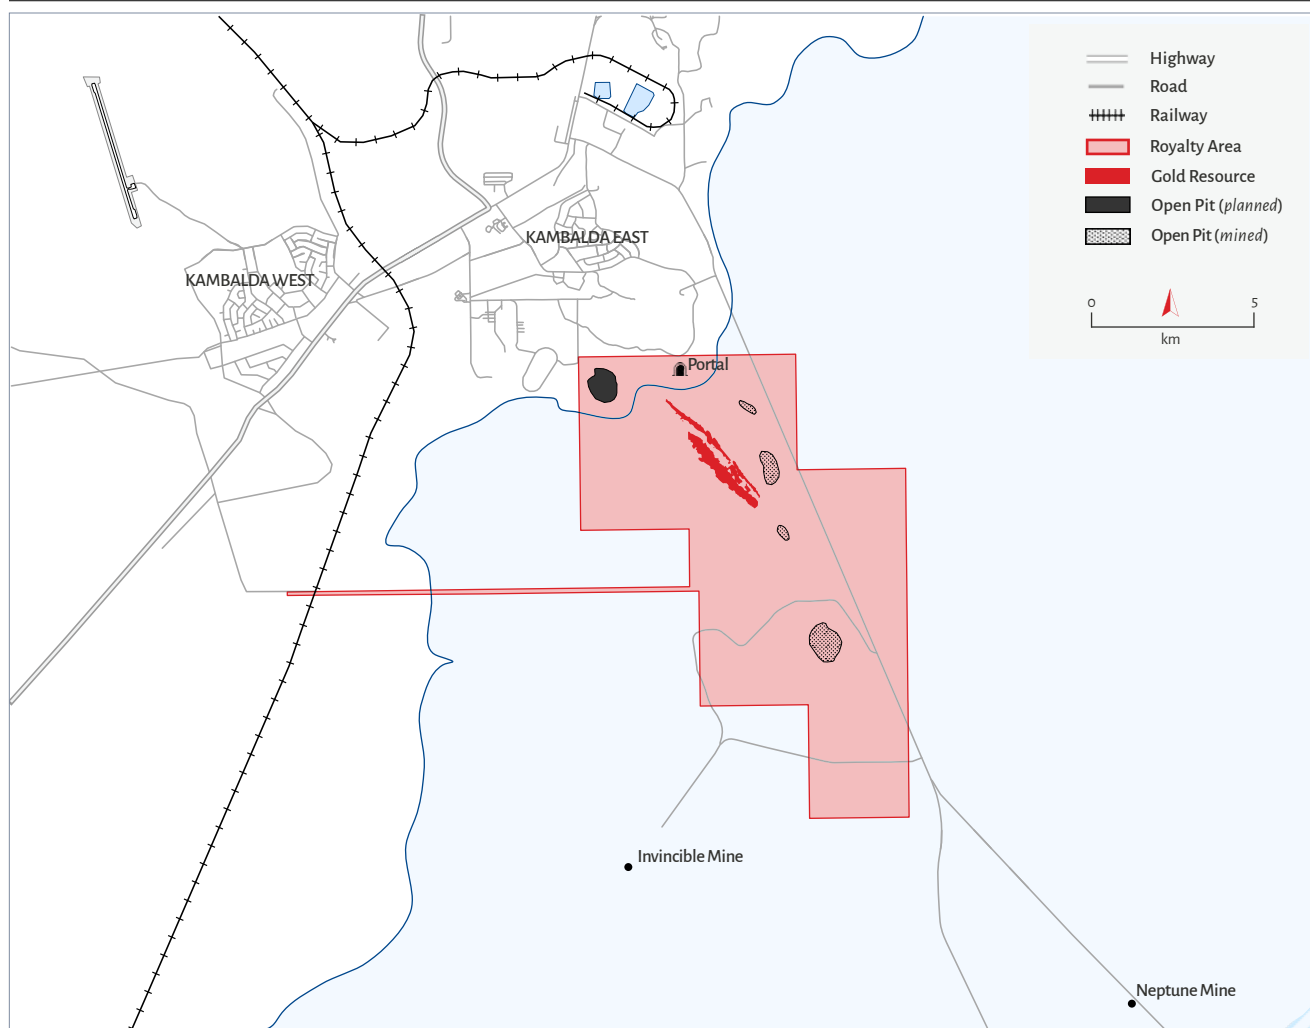 Highway
Road
Railway
Royalty Area
Gold Resource
Open Pit (planned)
Open Pit (mined)
0 5
km
KAMBALDA EAST
KAMBALDA WEST
Portal
Invincible Mine
Neptune Mine